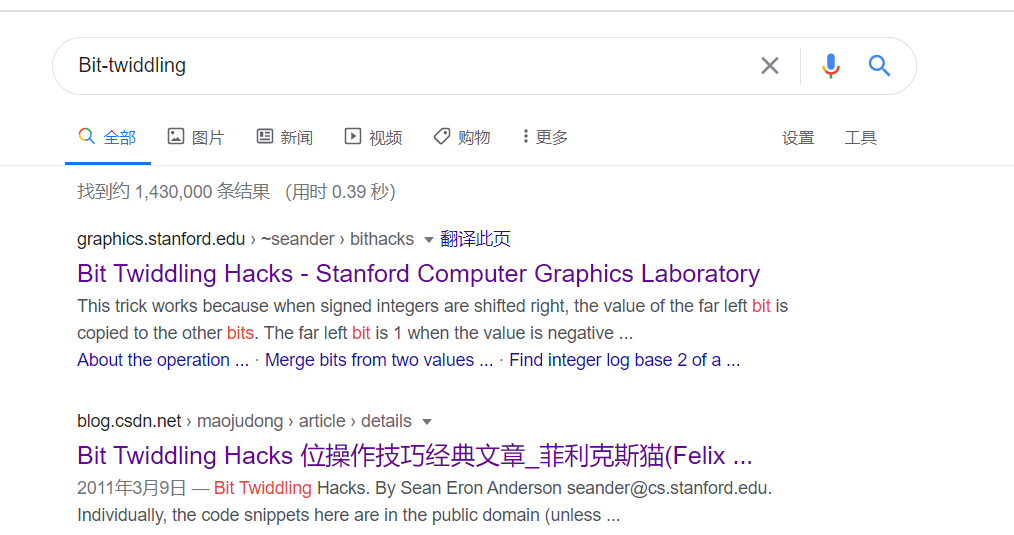 Bit-twiddling
全部 图片 新闻 视频 购物 更多 设置 工具
找到约 1,430,000 条结果 （用时 0.39 秒）
graphics.stanford.edu › ~seander › bithacks 翻译此页
Bit Twiddling Hacks - Stanford Computer Graphics Laboratory
This trick works because when signed integers are shifted right, the value of the far left bit is
copied to the other bits. The far left bit is 1 when the value is negative ...
About the operation ... · Merge bits from two values ... · Find integer log base 2 of a ...
blog.csdn.net › maojudong › article › details
Bit Twiddling Hacks 位操作技巧经典文章_菲利克斯猫(Felix ...
2011年3月9日 — Bit Twiddling Hacks. By Sean Eron Anderson seander@cs.stanford.edu.
Individually, the code snippets here are in the public domain (unless ...